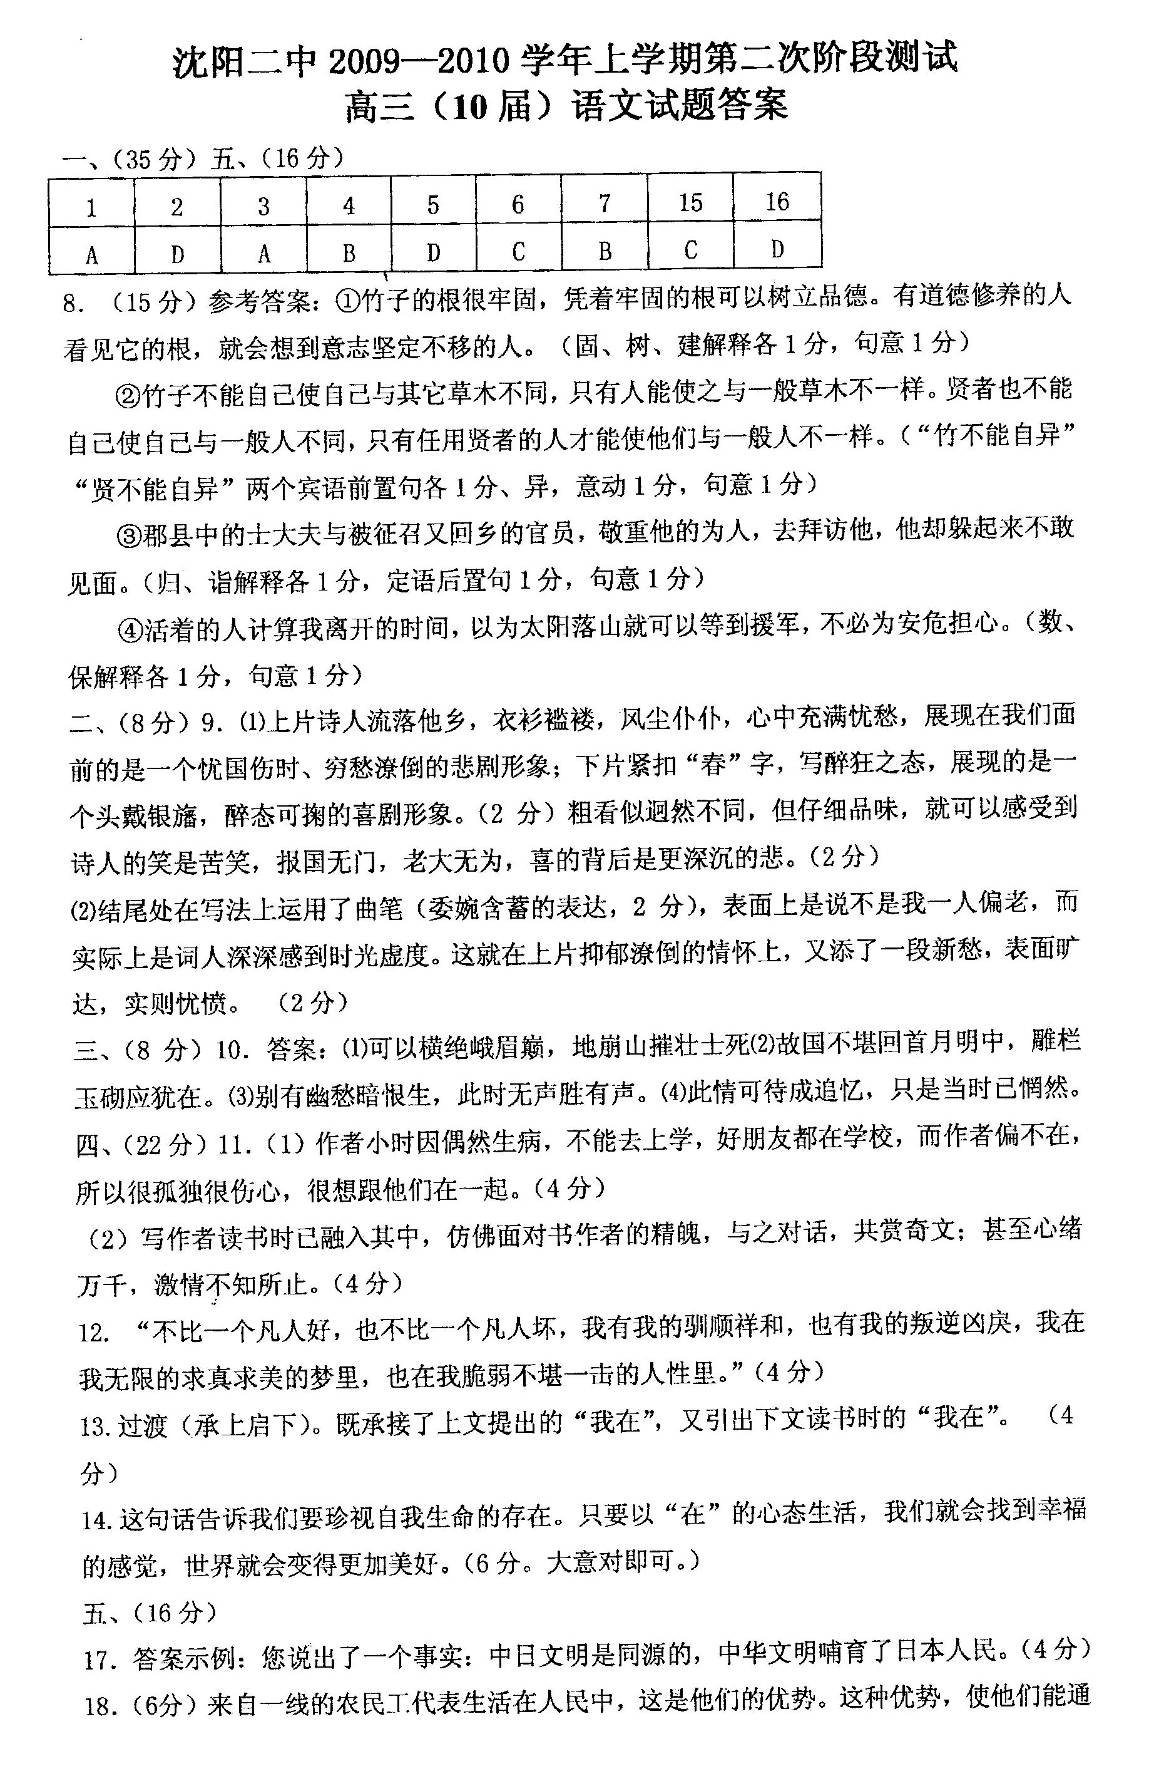 沈阳二中 2009—2010 学年上学期第二次阶段测试
高三（10 届）语文试题答案
一、（35 分）五、（16 分）
1 2 3 4 5 6 7 15 16
A D A B D C B C D
8．（15 分）参考答案：①竹子的根很牢固，凭着牢固的根可以树立品德。有道德修养的人
看见它的根，就会想到意志坚定不移的人。（固、树、建解释各 1 分，句意 1 分）
②竹子不能自己使自己与其它草木不同，只有人能使之与一般草木不一样。贤者也不能
自己使自己与一般人不同，只有任用贤者的人才能使他们与一般人不一样。（“竹不能自异”
“贤不能自异”两个宾语前置句各 1 分、异，意动 1 分，句意 1 分）
③郡县中的士大夫与被征召又回乡的官员，敬重他的为人，去拜访他，他却躲起来不敢
见面。（归、诣解释各 1 分，定语后置句 1 分，句意 1 分）
④活着的人计算我离开的时间，以为太阳落山就可以等到援军，不必为安危担心。（数、
保解释各 1 分，句意 1 分）
二、（8 分）9．⑴上片诗人流落他乡，衣衫褴褛，风尘仆仆，心中充满忧愁，展现在我们面
前的是一个忧国伤时、穷愁潦倒的悲剧形象；下片紧扣“春”字，写醉狂之态，展现的是一
个头戴银旛，醉态可掬的喜剧形象。（2 分）粗看似迥然不同，但仔细品味，就可以感受到
诗人的笑是苦笑，报国无门，老大无为，喜的背后是更深沉的悲。（2 分）
⑵结尾处在写法上运用了曲笔（委婉含蓄的表达，2 分），表面上是说不是我一人偏老，而
实际上是词人深深感到时光虚度。这就在上片抑郁潦倒的情怀上，又添了一段新愁，表面旷
达，实则忧愤。 （2 分）
三、（8 分）10．答案：⑴可以横绝峨眉巅，地崩山摧壮士死⑵故国不堪回首月明中，雕栏
玉砌应犹在。⑶别有幽愁暗恨生，此时无声胜有声。⑷此情可待成追忆，只是当时已惘然。
四、（22 分）11．（1）作者小时因偶然生病，不能去上学，好朋友都在学校，而作者偏不在，
所以很孤独很伤心，很想跟他们在一起。（4 分）
（2）写作者读书时已融入其中，仿佛面对书作者的精魄，与之对话，共赏奇文；甚至心绪
万千，激情不知所止。（4 分）
12． “不比一个凡人好，也不比一个凡人坏，我有我的驯顺祥和，也有我的叛逆凶戾，我在
我无限的求真求美的梦里，也在我脆弱不堪一击的人性里。”（4 分）
13．过渡（承上启下）。既承接了上文提出的“我在”，又引出下文读书时的“我在”。 （4
分）
14．这句话告诉我们要珍视自我生命的存在。只要以“在”的心态生活，我们就会找到幸福
的感觉，世界就会变得更加美好。（6 分。大意对即可。）
五、（16 分）
17．答案示例：您说出了一个事实：中日文明是同源的，中华文明哺育了日本人民。（4 分）
18．（6分）来自一线的农民工代表生活在人民中，这是他们的优势。这种优势，使他们能通